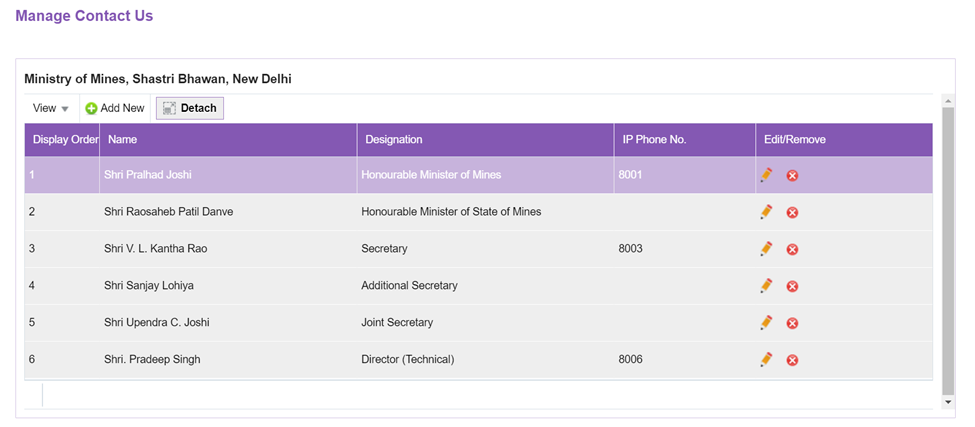 Manage Contact Us
Ministry of Mines, Shastri Bhawan, New Delhi
View Add New Detach
Display Order Name Designation IP Phone No. Edit/Remove
1 Shri Pralhad Joshi Honourable Minister of Mines 8001
2 Shri Raosaheb Patil Danve Honourable Minister of State of Mines
3 Shri V. L. Kantha Rao Secretary 8003
4 Shri Sanjay Lohiya Additional Secretary
5 Shri Upendra C. Joshi Joint Secretary
6 Shri. Pradeep Singh Director (Technical) 8006